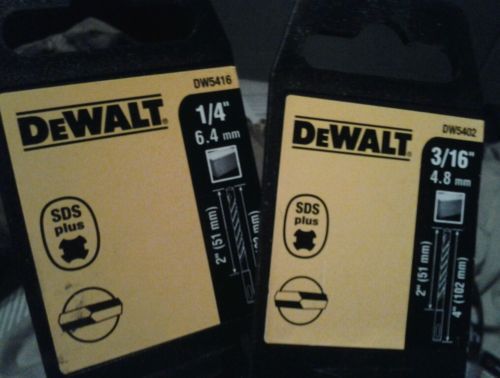 DW5416
DEWALT®
1/4"
6.4 mm
SDS
plus
2" (51 mm)
DW5402
DEWALT®
3/16"
4.8 mm
SDS
plus
2" (51 mm)
4" (102 mm)